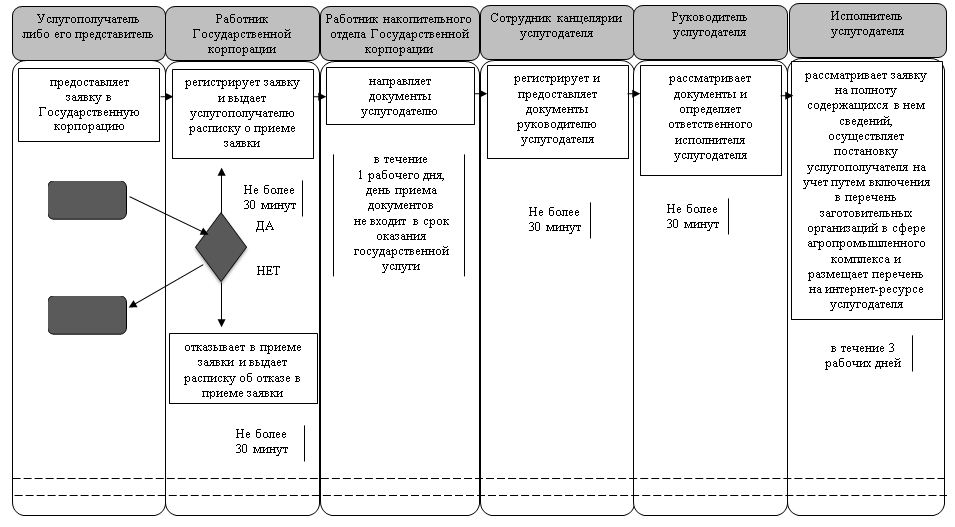 Услугополучатель
либо его представитель
Работник
Государственной
корпорации
Работник накопительного
отдела Государственной
корпорации
Сотрудник канцелярии
услугодателя
Руководитель
услугодателя
Исполнитель
услугодателя
предоставляет
заявку в
Государственную
корпорацию
регистрирует заявку
и выдает
услугополучателю
расписку о приеме
заявки
Не более
30 минут
ДА
НЕТ
отказывает в приеме
заявки и выдает
расписку об отказе в
приеме заявки
Не более
30 минут
направляет
документы
услугодателю
в течение
1 рабочего дня,
день приема
документов
не входит в срок
оказания
государственной
услуги
регистрирует и
предоставляет
документы
руководителю
услугодателя
Не более
30 минут
рассматривает
документы и
определяет
ответственного
исполнителя
услугодателя
Не более
30 минут
рассматривает заявку
на полноту
содержащихся в нем
сведений,
осуществляет
постановку
услугополучателя на
учет путем включения
в перечень
заготовительных
организаций в сфере
агропромышленного
комплекса и
размещает перечень
на интернет-ресурсе
услугодателя
в течение 3
рабочих дней